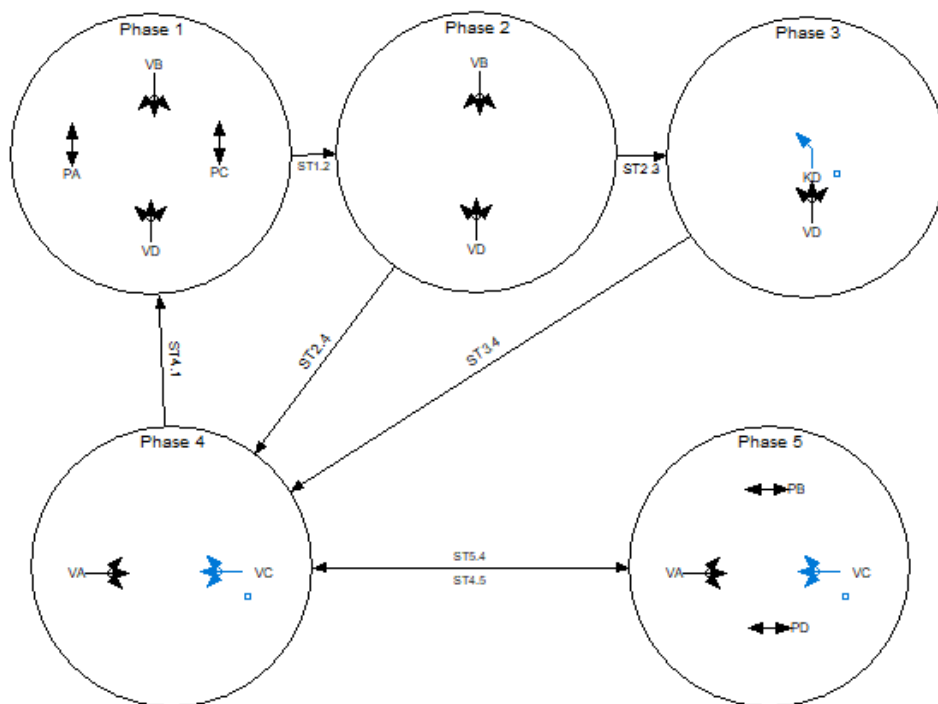 Phase 1
VB
PA
PC
VD
ST1.2
Phase 2
VB
VD
ST2.3
Phase 3
KD
VD
ST4.1
ST2.4
ST3.4
Phase 4
VA
VC
ST5.4
ST4.5
Phase 5
PB
VA
VC
PD